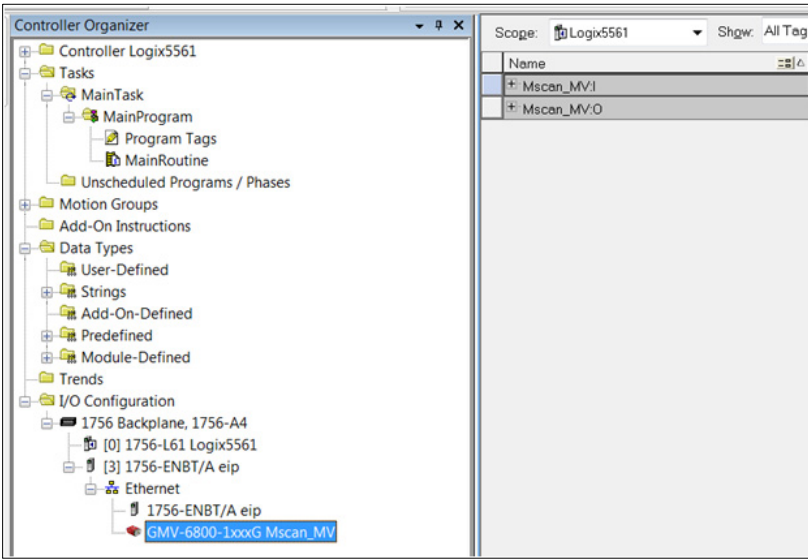 Controller Organizer
Controller Logix5561
Tasks
MainTask
MainProgram
Program Tags
MainRoutine
Unscheduled Programs / Phases
Motion Groups
Add-On Instructions
Data Types
User-Defined
Strings
Add-On-Defined
Predefined
Module-Defined
Trends
I/O Configuration
1756 Backplane, 1756-A4
[0] 1756-L61 Logix5561
[3] 1756-ENBT/A eip
Ethernet
1756-ENBT/A eip
GMV-6800-1xxxG Mscan_MV
Scope: Logix5561 Show: All Tag
Name
Mscan_MV:I
Mscan_MV:O